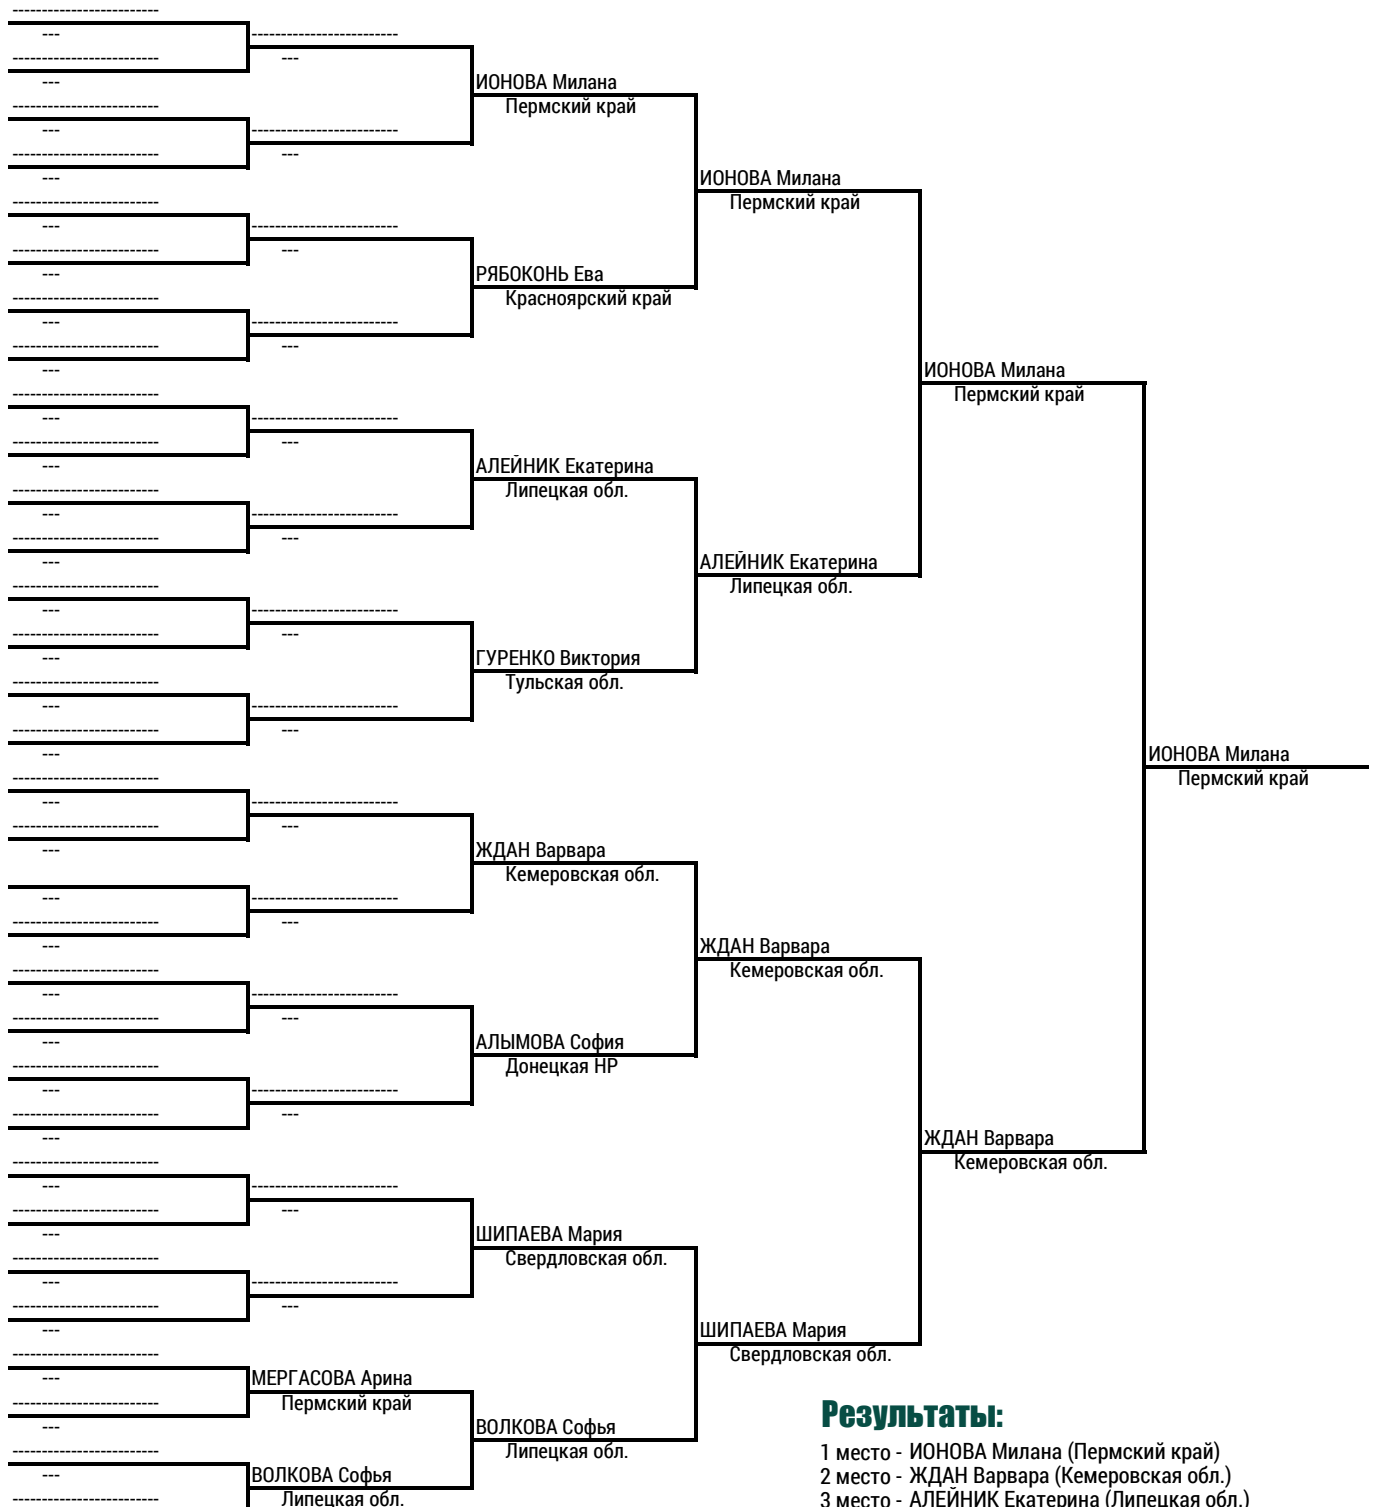 МЕРГАСОВА Арина
Пермский край
ВОЛКОВА Софья
Липецкая обл.
ИОНОВА Милана
Пермский край
РЯБОКОНЬ Ева
Красноярский край
АЛЕЙНИК Екатерина
Липецкая обл.
ГУРЕНКО Виктория
Тульская обл.
ЖДАН Варвара
Кемеровская обл.
АЛЫМОВА София
Донецкая НР
ШИПАЕВА Мария
Свердловская обл.
ВОЛКОВА Софья
Липецкая обл.
ИОНОВА Милана
Пермский край
АЛЕЙНИК Екатерина
Липецкая обл.
ЖДАН Варвара
Кемеровская обл.
ШИПАЕВА Мария
Свердловская обл.
ИОНОВА Милана
Пермский край
ЖДАН Варвара
Кемеровская обл.
ИОНОВА Милана
Пермский край
Результаты:
1 место - ИОНОВА Милана (Пермский край)
2 место - ЖДАН Варвара (Кемеровская обл.)
3 место - АЛЕЙНИК Екатерина (Липецкая обл.)